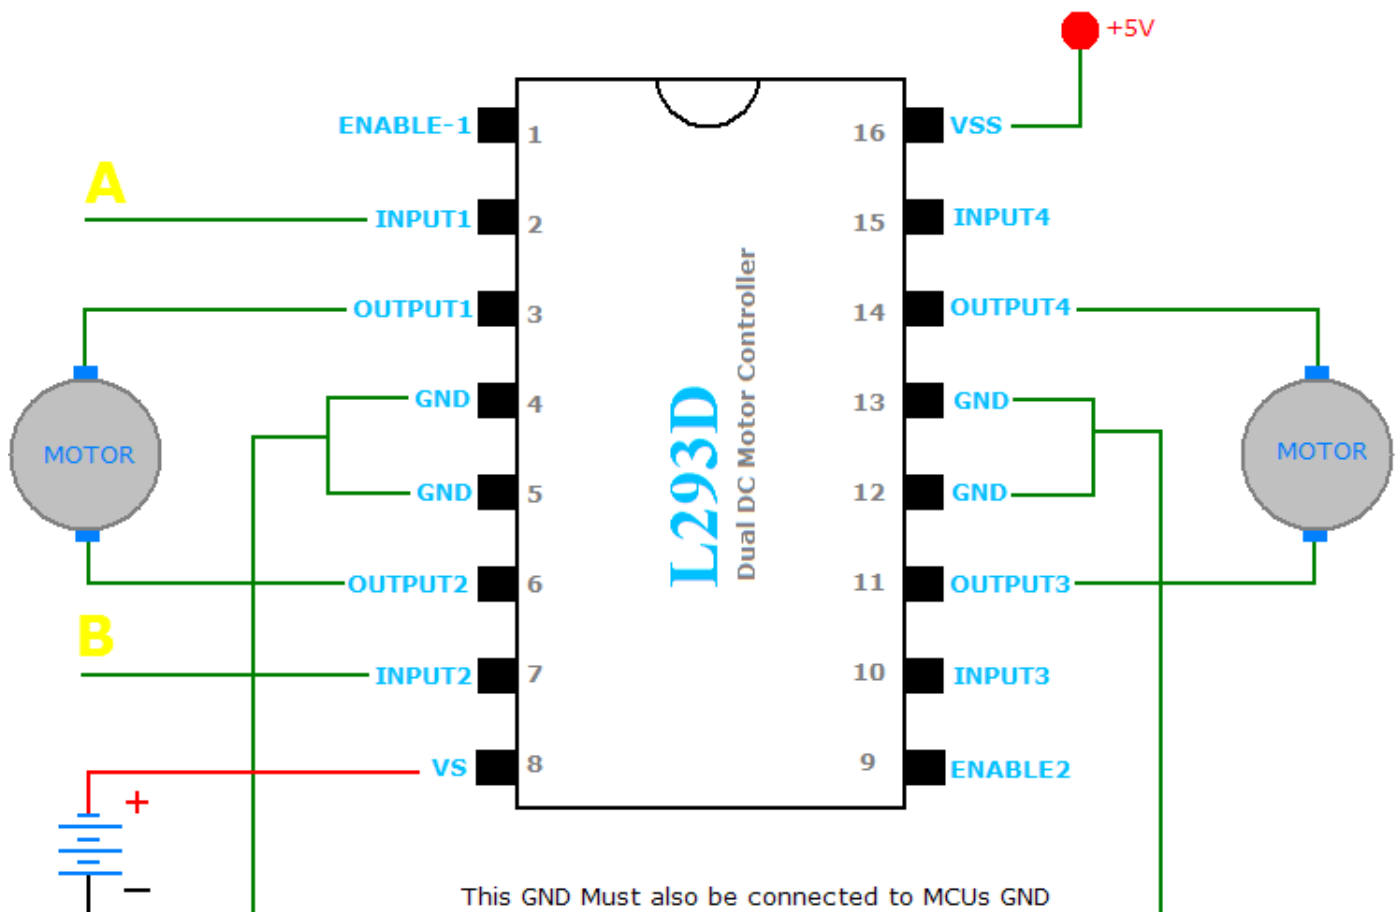 +5V
ENABLE-1
1
16
VSS
A
INPUT1
2
15
INPUT4
OUTPUT1
3
14
OUTPUT4
GND
4
13
GND
MOTOR
L293D
Dual DC Motor Controller
MOTOR
GND
5
12
GND
OUTPUT2
6
11
OUTPUT3
B
INPUT2
7
10
INPUT3
VS
8
9
ENABLE2
+
−
This GND Must also be connected to MCUs GND